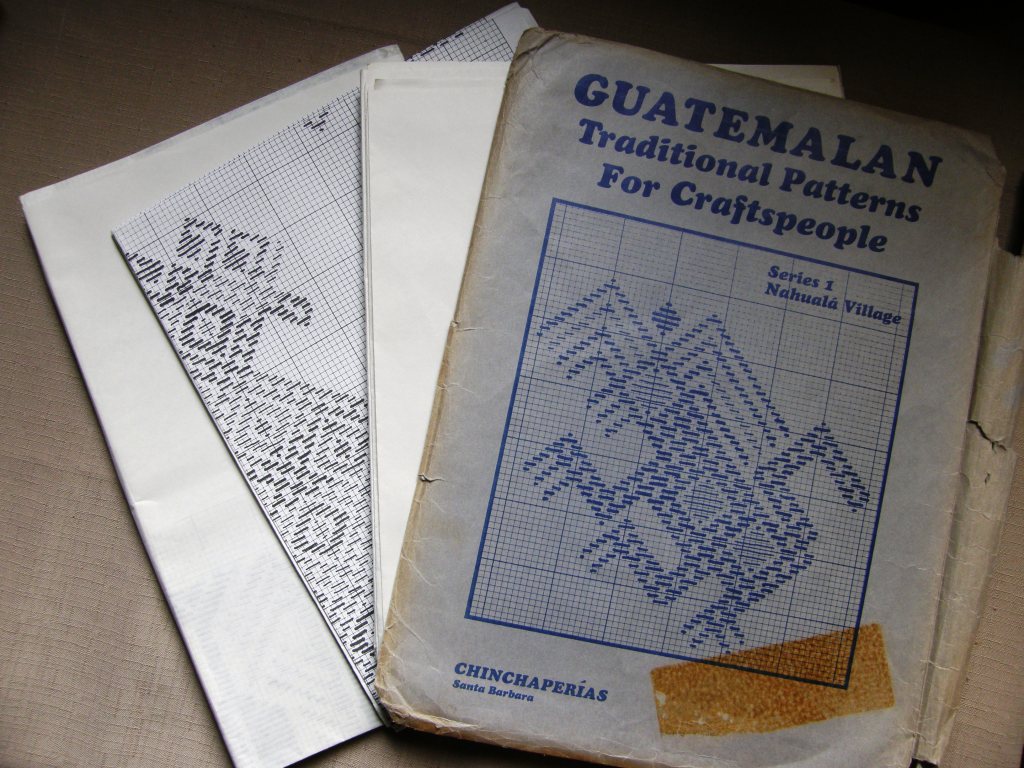 GUATEMALAN
Traditional Patterns
For Craftspeople
Series 1
Nahualá Village
CHINCHAPERÍAS
Santa Barbara